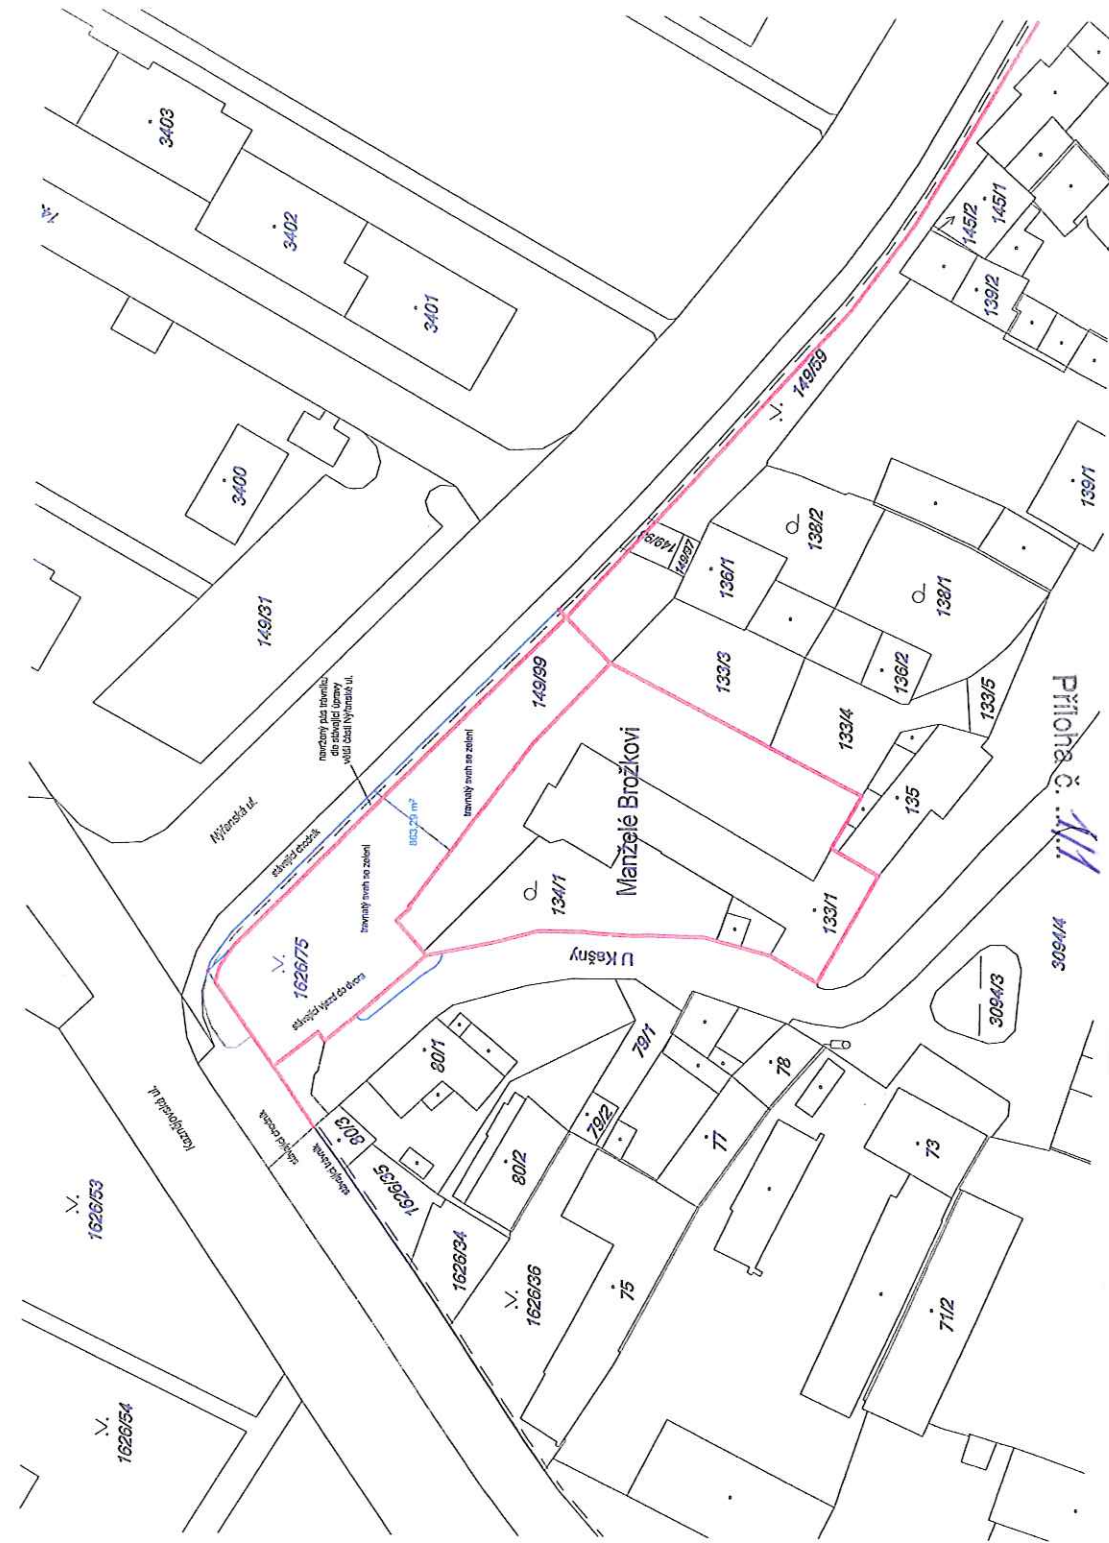 Příloha č. 1/1
3403
3402
3401
3400
149/31
145/2
145/1
139/2
149/59
139/1
138/2
138/1
149/97
136/1
136/2
133/3
133/4
133/5
135
149/99
Manželé Brožkovi
134/1
133/1
3094/4
3094/3
U Kašny
navržený pás trávníku
dle stávající úpravy
větší části Nýřanské ul.
travnatý svah se zelení
863,29 m²
travnatý svah se zelení
Nýřanská ul.
stávající chodník
1626/75
stávající vjezd do dvora
Kaznějovská ul.
stávající chodník
stávající trávník
80/1
80/3
80/2
79/1
79/2
78
77
73
75
71/2
1626/35
1626/34
1626/36
1626/53
1626/54